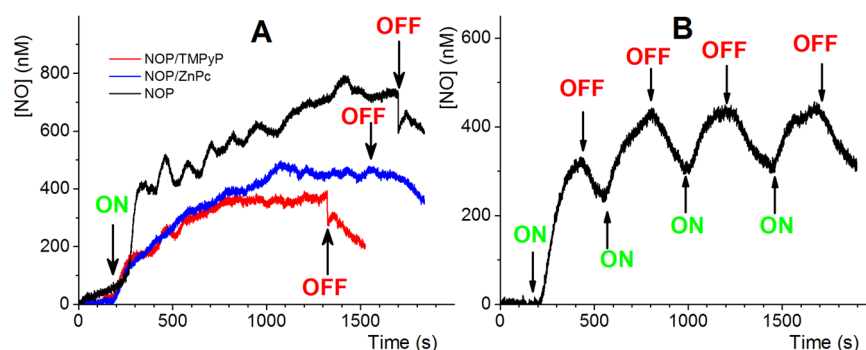 A
[NO] (nM)
NOP/TMPyP
NOP/ZnPc
NOP
OFF
OFF
ON
OFF
800
600
400
200
0
0
500
1000
1500
Time (s)
B
[NO] (nM)
600
400
200
0
OFF
OFF
OFF
OFF
ON
ON
ON
ON
0
500
1000
1500
Time (s)